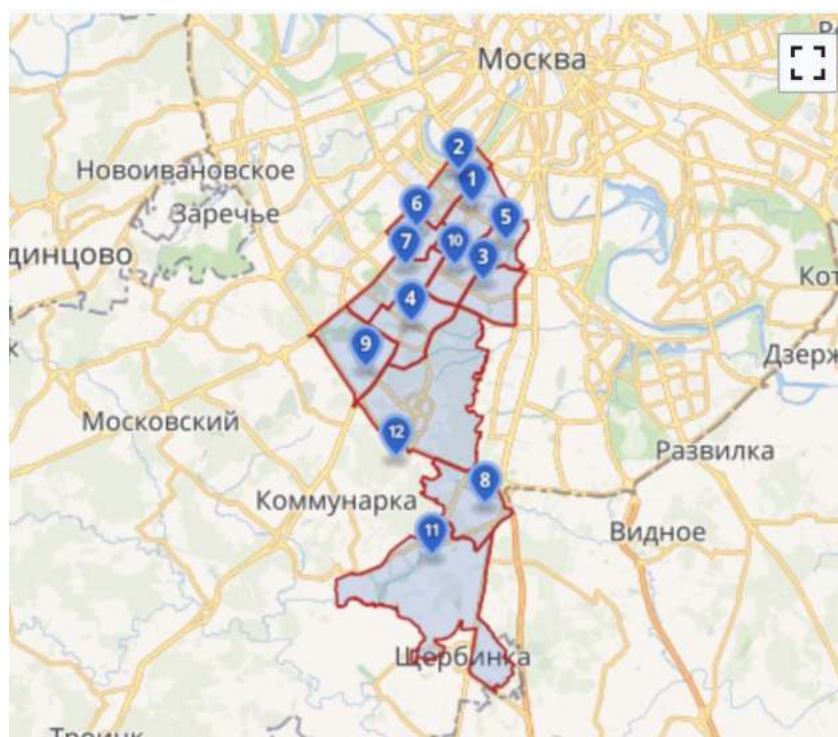 Москва
2
Новоивановское
1
6
Заречье
5
динцово
7
10
3
Кот
4
9
Дзерж
Московский
12
Развилка
8
Коммунарка
11
Видное
Щербинка